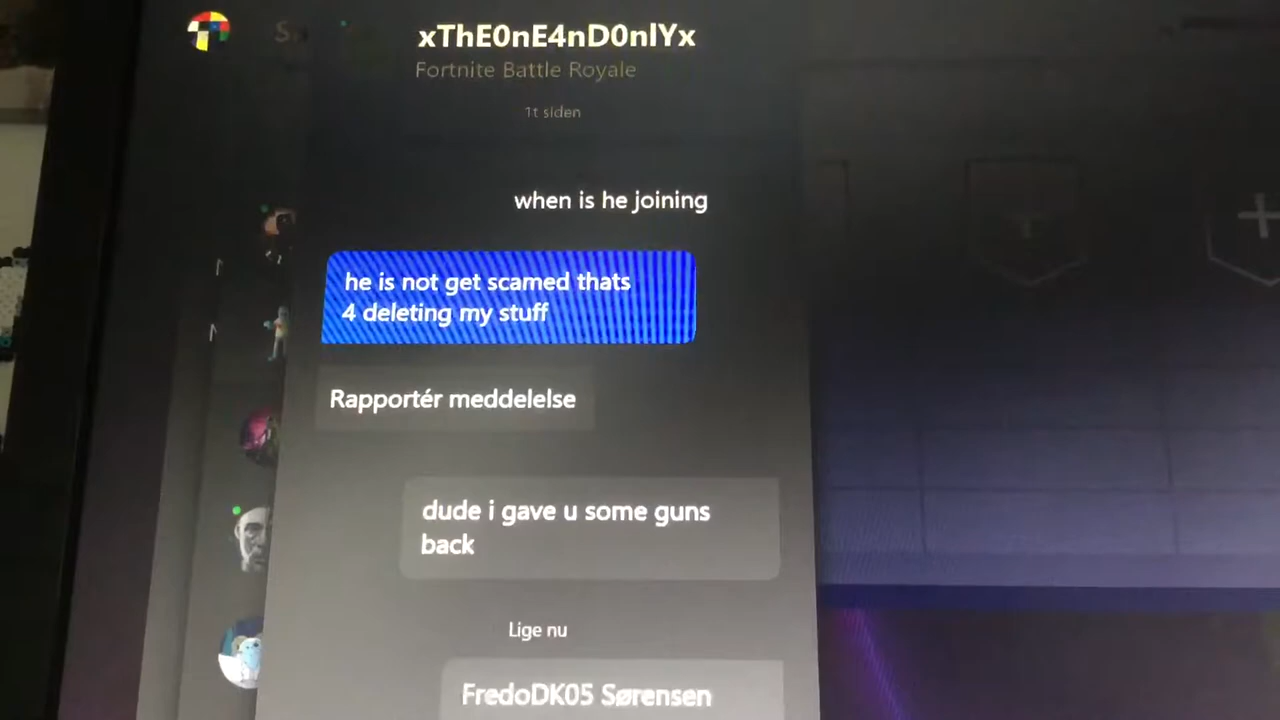 xThE0nE4nD0nlYx
Fortnite Battle Royale
1t siden
when is he joining
he is not get scamed thats
4 deleting my stuff
Rapportér meddelelse
dude i gave u some guns
back
Lige nu
FredoDK05 Sørensen